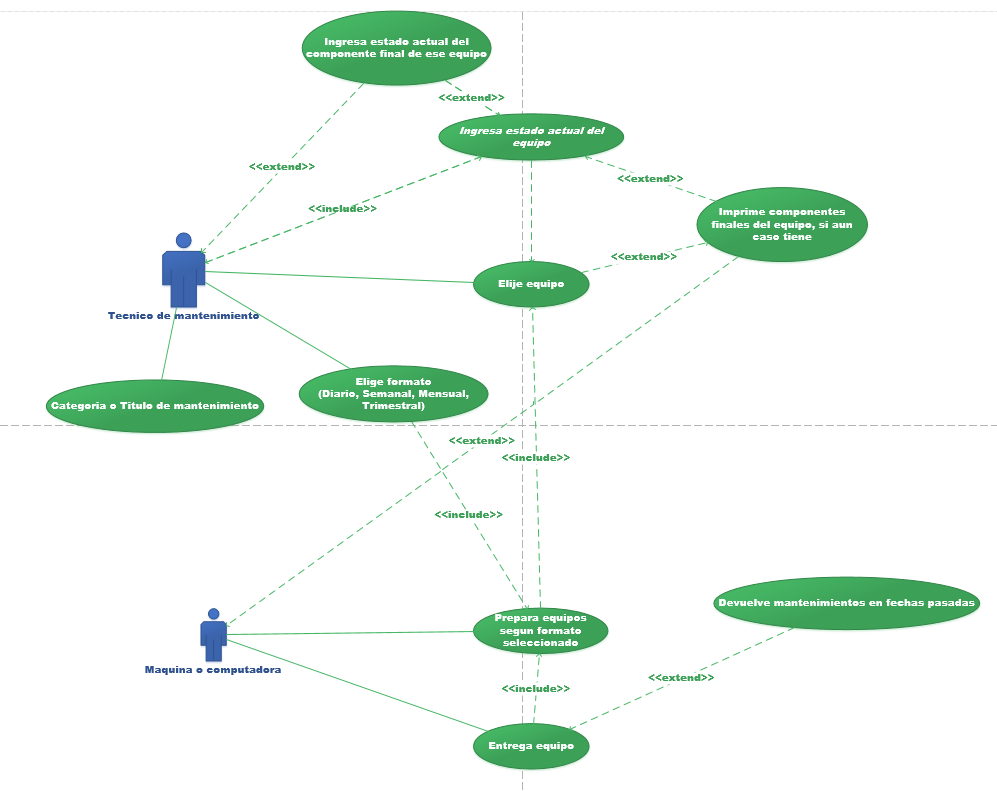 Ingresa estado actual del
componente final de ese equipo
<<extend>>
Ingresa estado actual del
equipo
<<extend>>
<<extend>>
<<include>>
Imprime componentes
finales del equipo, si aun
caso tiene
<<extend>>
Elije equipo
Tecnico de mantenimiento
Elige formato
(Diario, Semanal, Mensual,
Trimestral)
Categoria o Titulo de mantenimiento
<<extend>>
<<include>>
<<include>>
Devuelve mantenimientos en fechas pasadas
Prepara equipos
segun formato
seleccionado
Maquina o computadora
<<extend>>
<<include>>
Entrega equipo